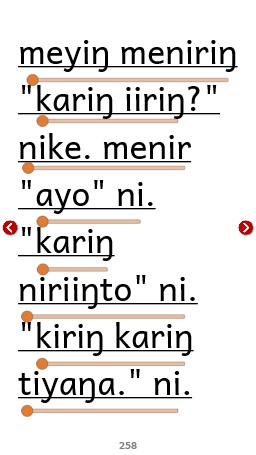 meyiŋ meniriŋ
"kariŋ iiriŋ?"
nike. menir
"ayo" ni.
"kariŋ
niriiŋto" ni.
"kiriŋ kariŋ
tiyaŋa." ni.
258